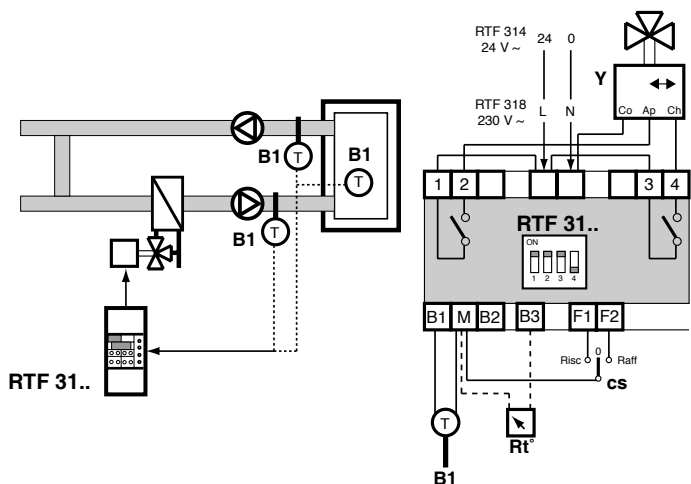 B1
T
B1
T
B1
T
RTF 31..
RTF 314
24 V ~
24 0
RTF 318
230 V ~
L N
Y
Co Ap Ch
1 2 3 4
RTF 31..
ON
1 2 3 4
B1 M B2 B3 F1 F2
Risc 0 Raff
cs
T
Rt°
B1